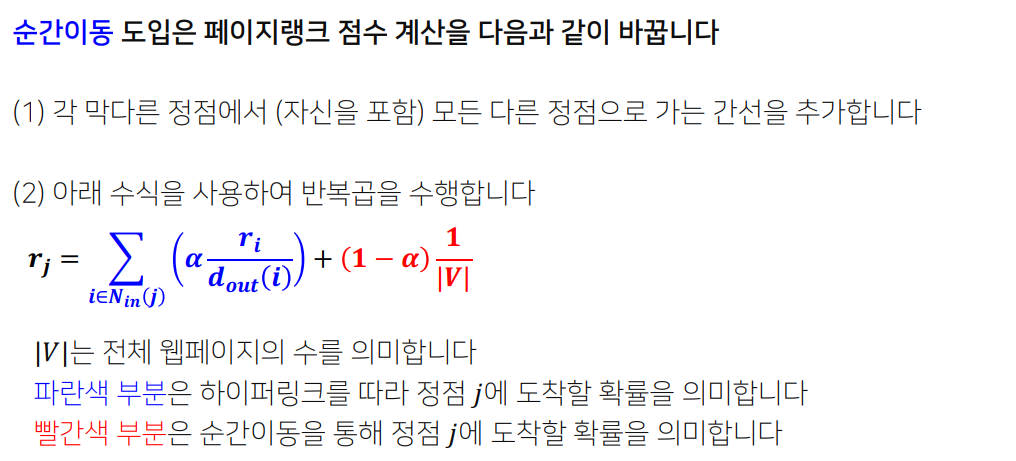 순간이동 도입은 페이지랭크 점수 계산을 다음과 같이 바꿉니다
(1) 각 막다른 정점에서 (자신을 포함) 모든 다른 정점으로 가는 간선을 추가합니다
(2) 아래 수식을 사용하여 반복곱을 수행합니다
r_j = ∑_{i∈N_{in}(j)} (α r_i / d_{out}(i)) + (1 − α) 1 / |V|
|V|는 전체 웹페이지의 수를 의미합니다
파란색 부분은 하이퍼링크를 따라 정점 j에 도착할 확률을 의미합니다
빨간색 부분은 순간이동을 통해 정점 j에 도착할 확률을 의미합니다